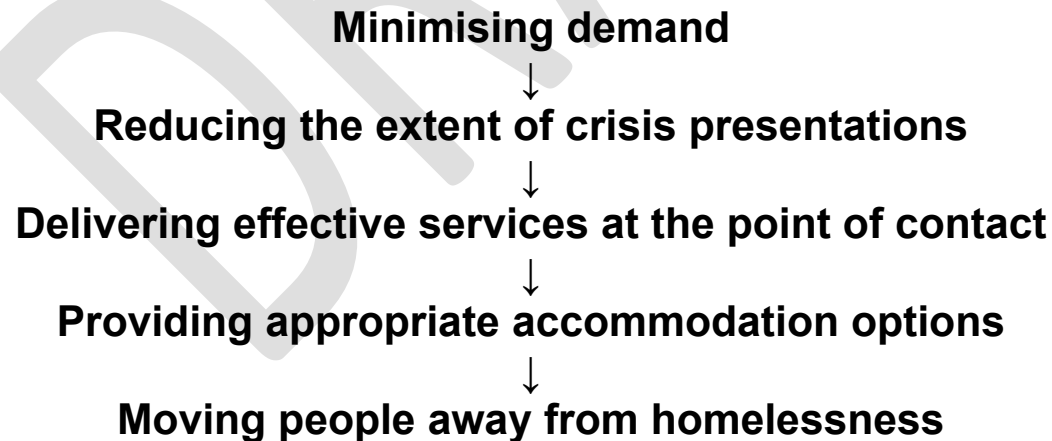 Minimising demand
↓
Reducing the extent of crisis presentations
↓
Delivering effective services at the point of contact
↓
Providing appropriate accommodation options
↓
Moving people away from homelessness